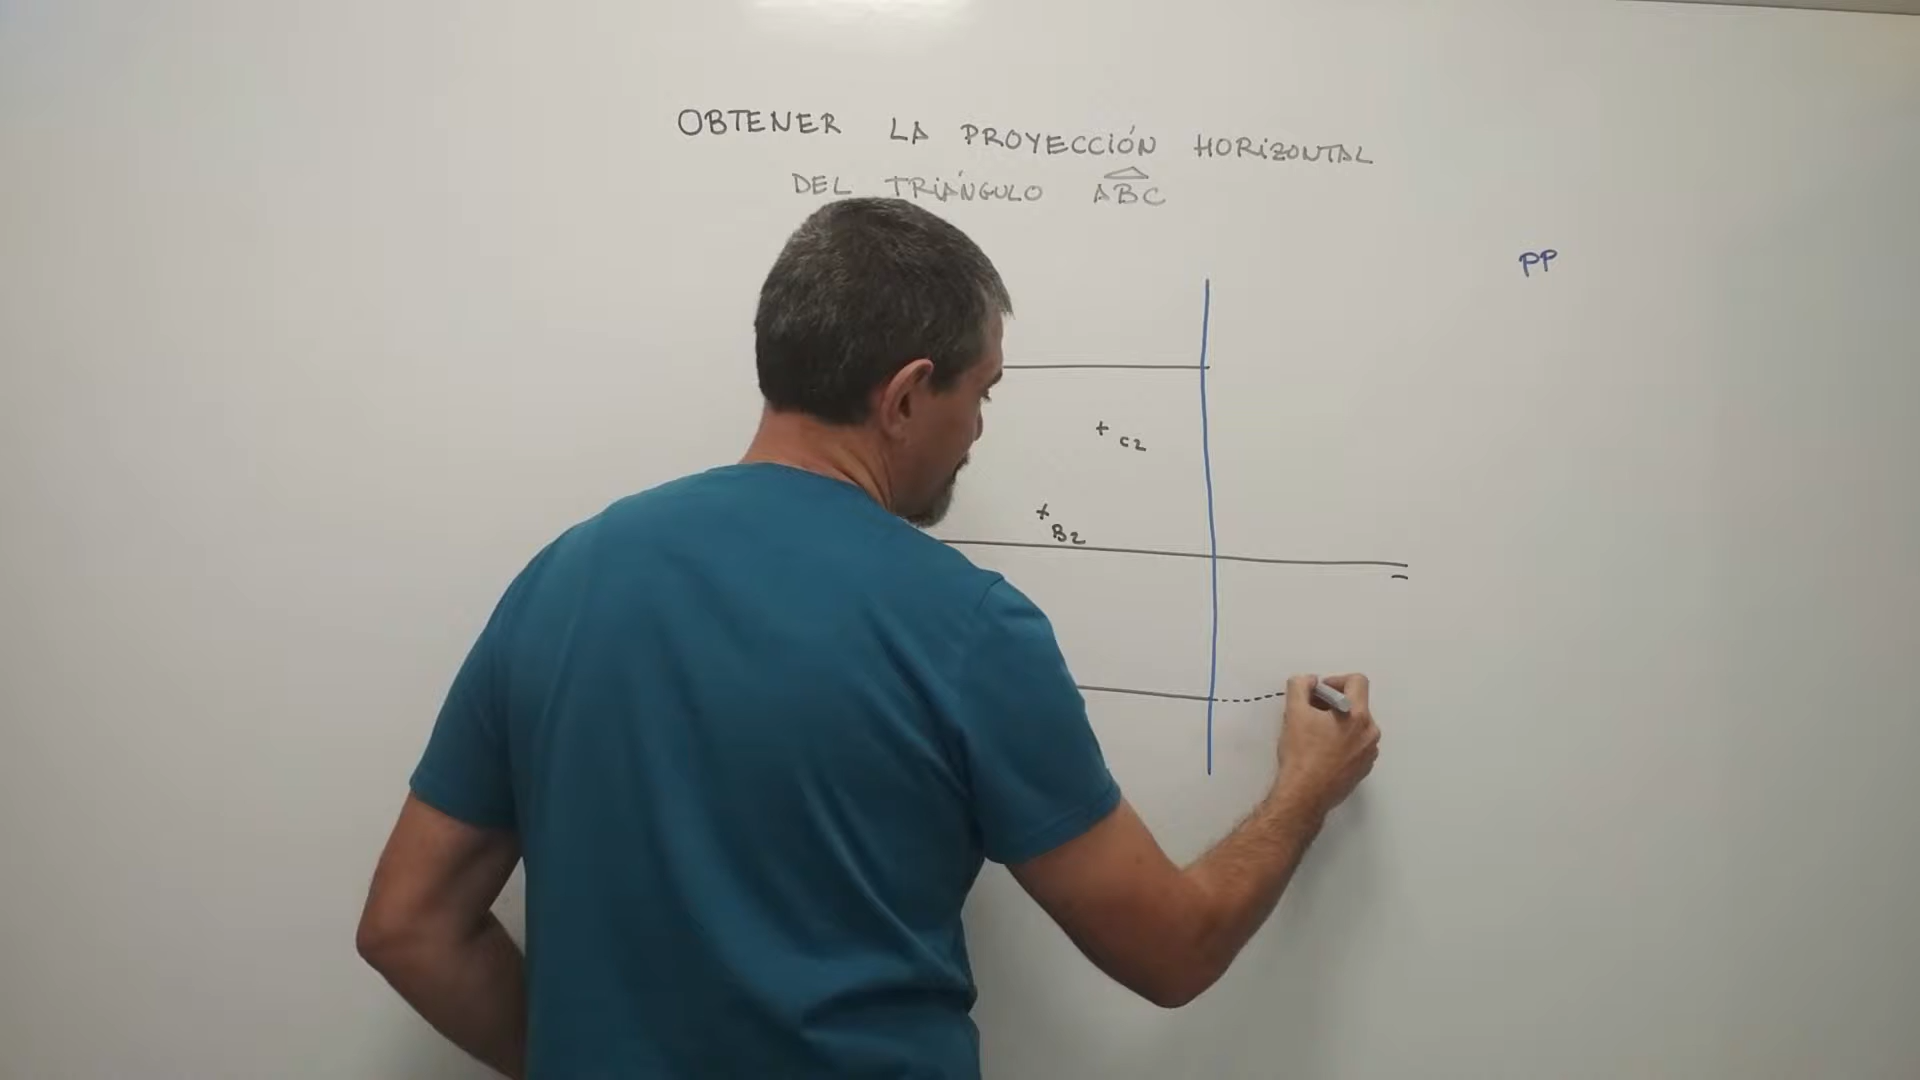 OBTENER LA PROYECCIÓN HORIZONTAL
DEL TRIÁNGULO ABC
PP
C2
B2